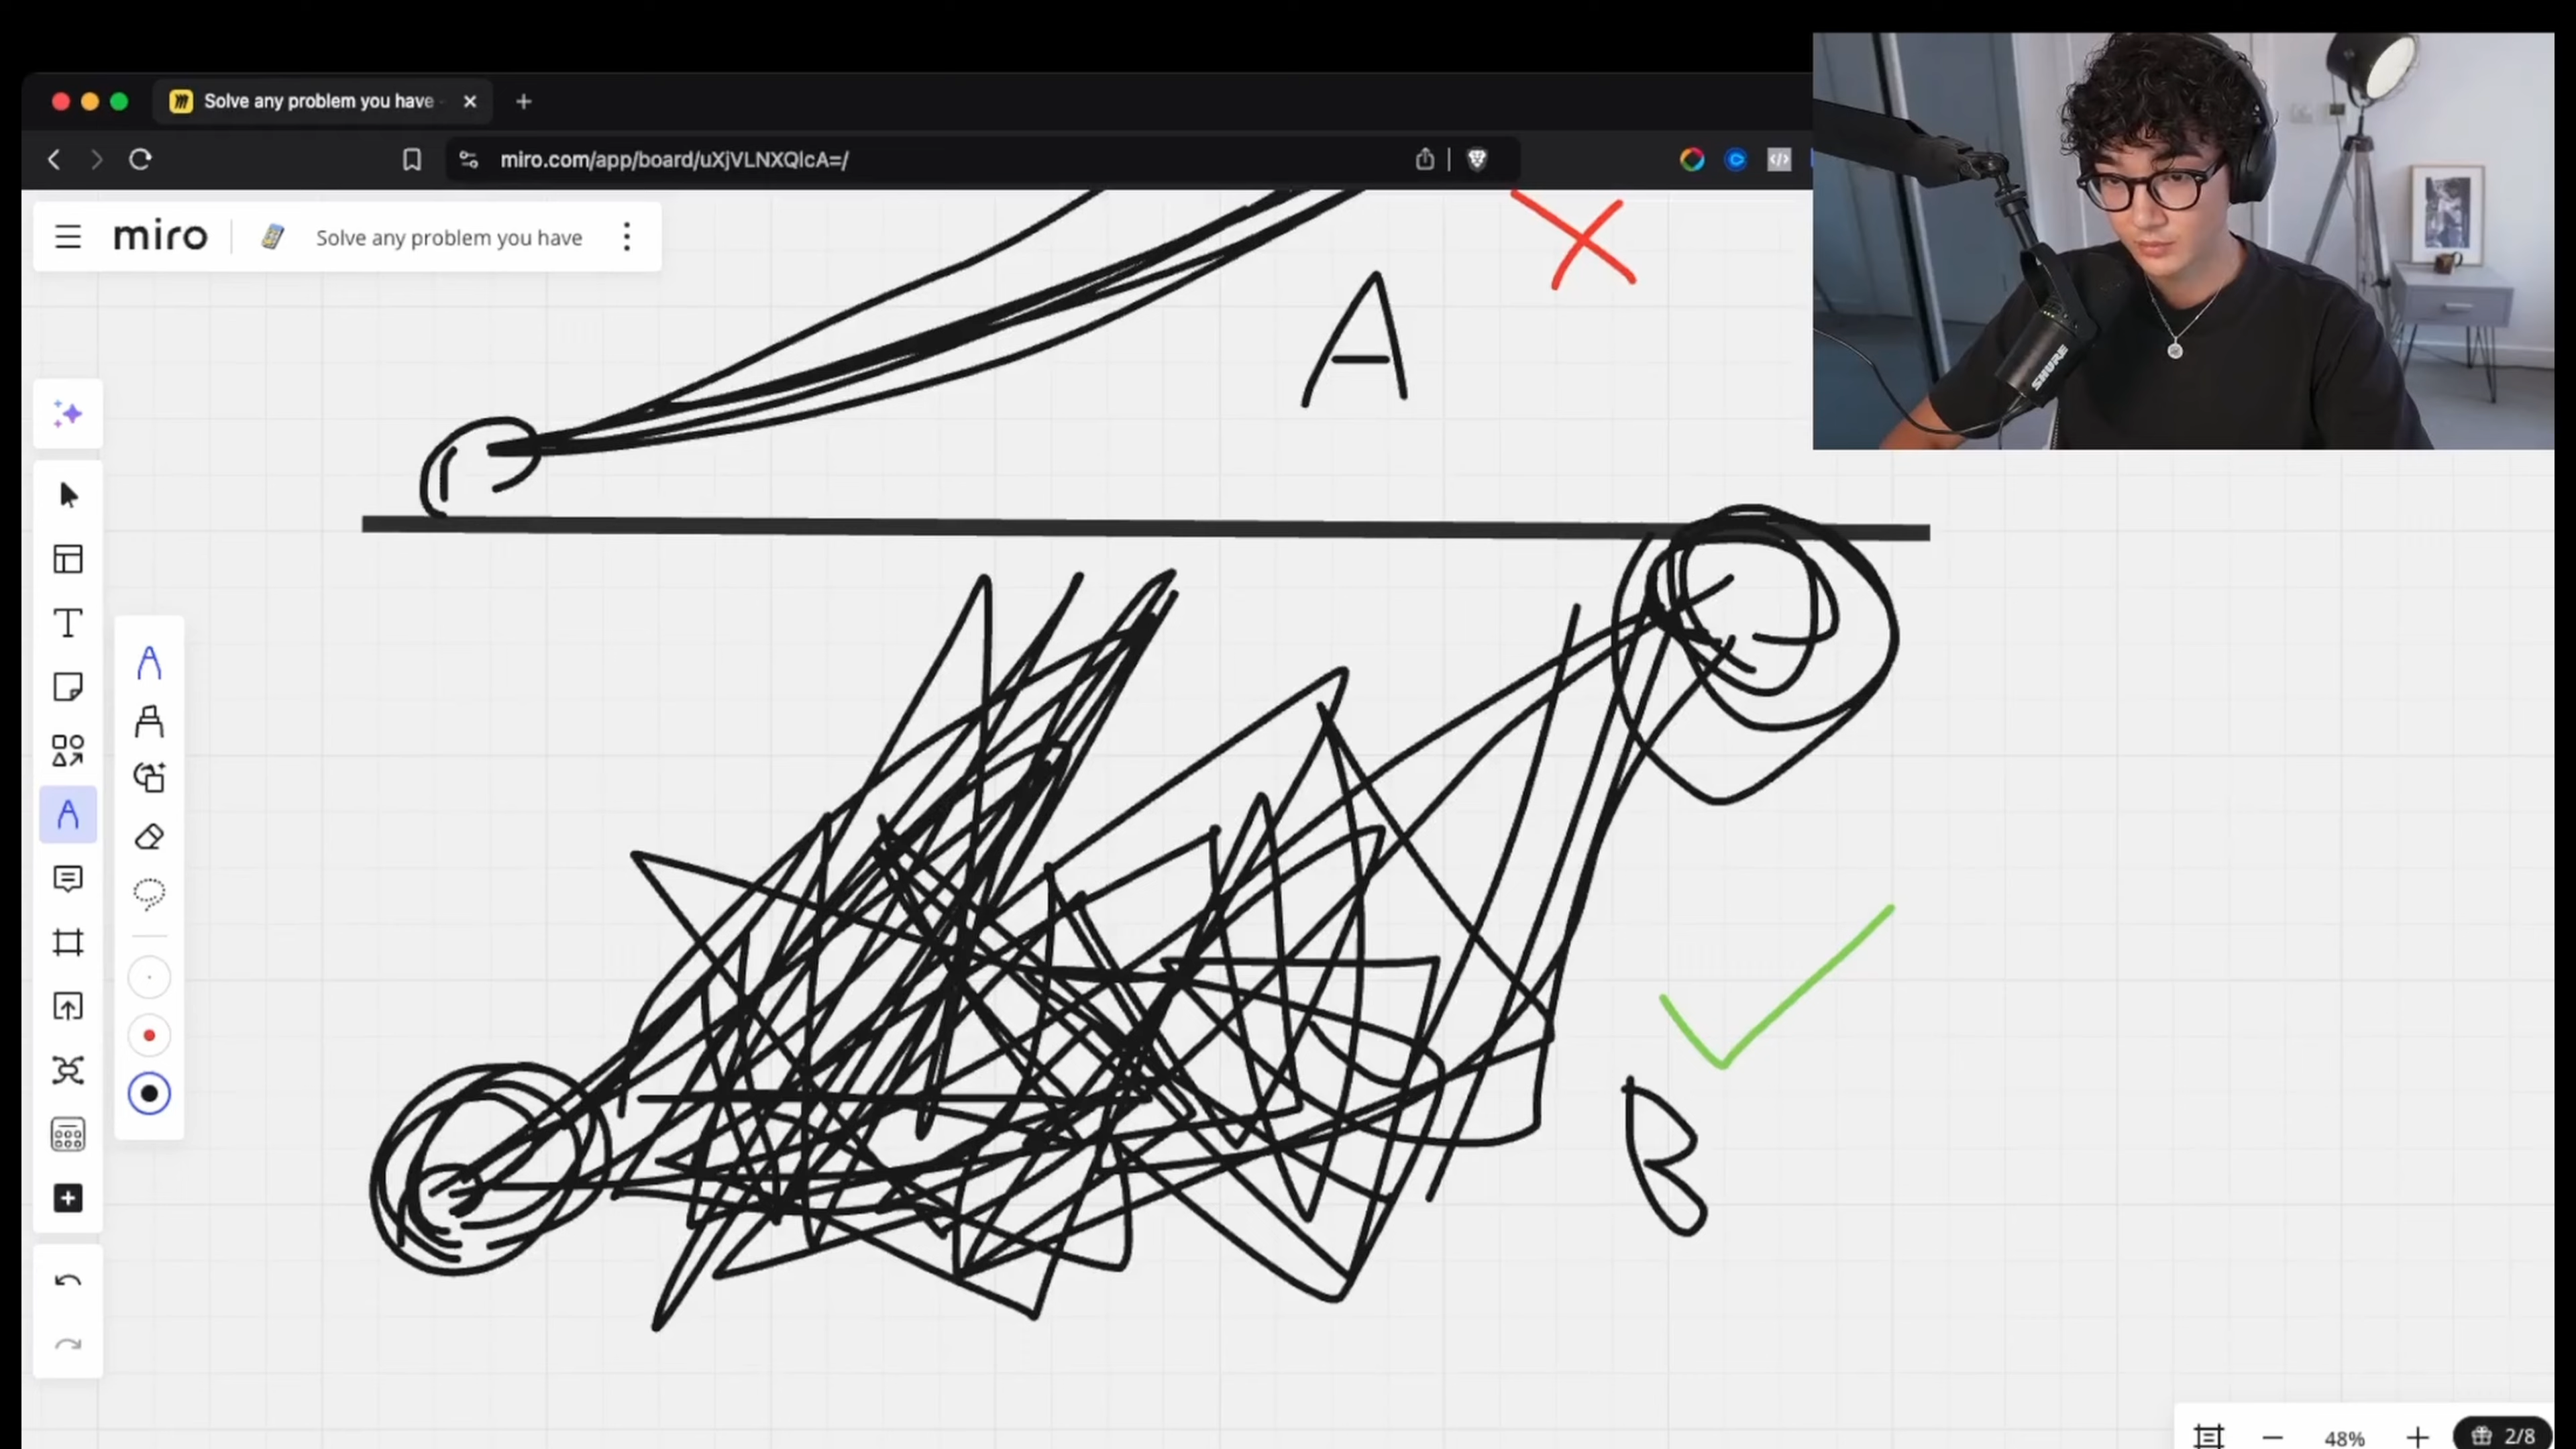 Solve any problem you have
miro.com/app/board/uXjVLNXQlcA=/
miro
Solve any problem you have
A
SHURE
B
48%
2/8